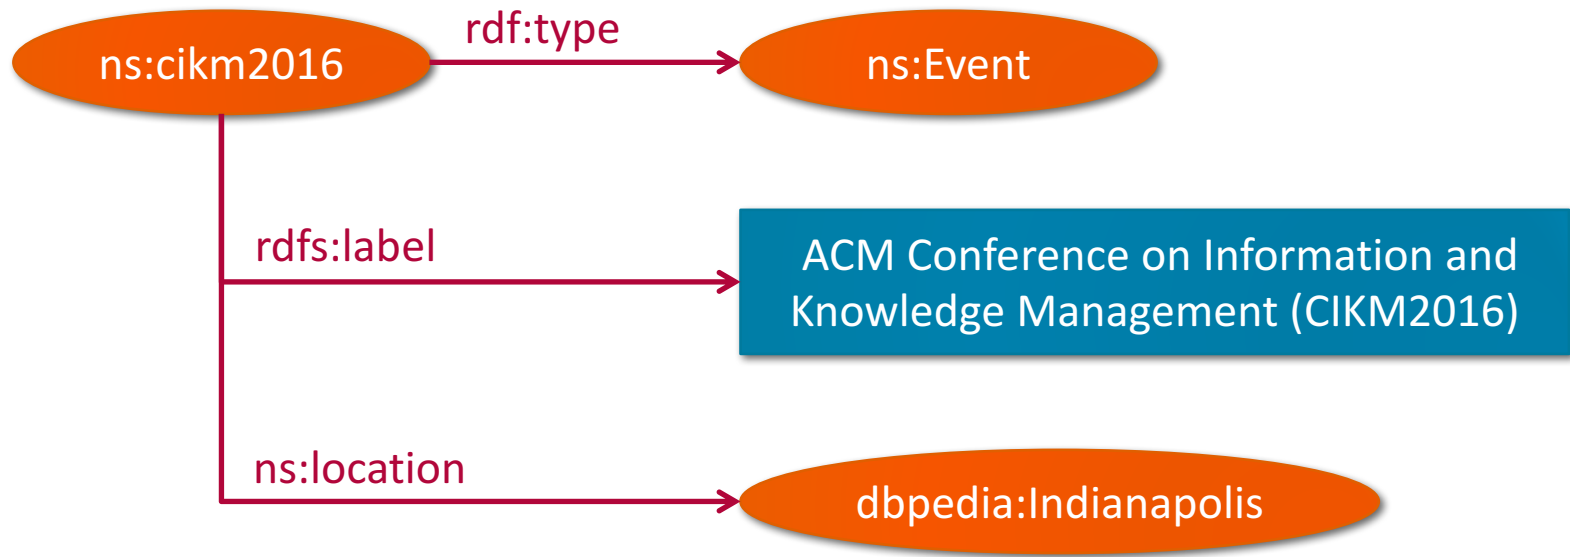 ns:cikm2016
rdf:type
ns:Event
rdfs:label
ACM Conference on Information and
Knowledge Management (CIKM2016)
ns:location
dbpedia:Indianapolis